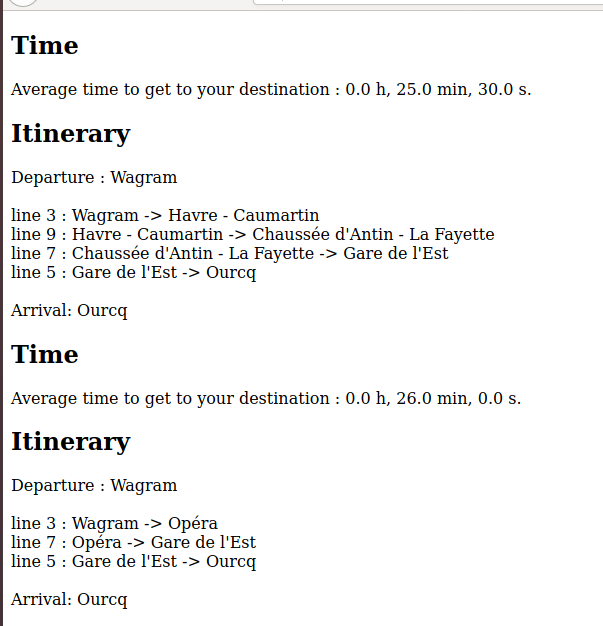 Time
Average time to get to your destination : 0.0 h, 25.0 min, 30.0 s.
Itinerary
Departure : Wagram
line 3 : Wagram -> Havre - Caumartin
line 9 : Havre - Caumartin -> Chaussée d'Antin - La Fayette
line 7 : Chaussée d'Antin - La Fayette -> Gare de l'Est
line 5 : Gare de l'Est -> Ourcq
Arrival: Ourcq
Time
Average time to get to your destination : 0.0 h, 26.0 min, 0.0 s.
Itinerary
Departure : Wagram
line 3 : Wagram -> Opéra
line 7 : Opéra -> Gare de l'Est
line 5 : Gare de l'Est -> Ourcq
Arrival: Ourcq